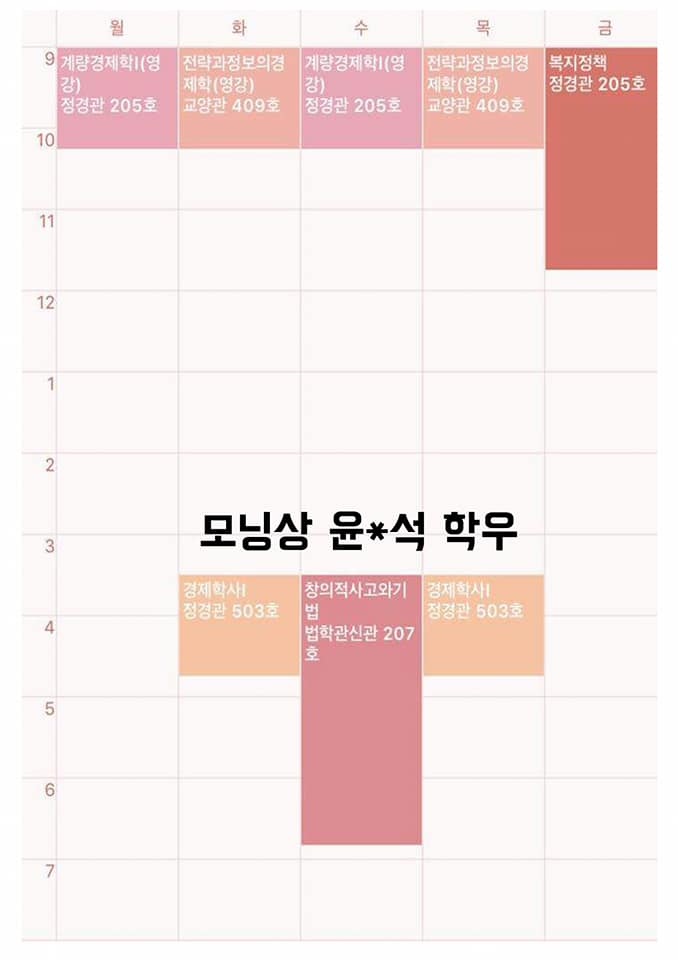 월 화 수 목 금
9
계량경제학I(영
강)
정경관 205호
전략과정보의경
제학(영강)
교양관 409호
계량경제학I(영
강)
정경관 205호
전략과정보의경
제학(영강)
교양관 409호
복지정책
정경관 205호
10
11
12
1
2
모닝상 윤*석 학우
3
경제학사I
정경관 503호
창의적사고와기
법
법학관신관 207
호
경제학사I
정경관 503호
4
5
6
7